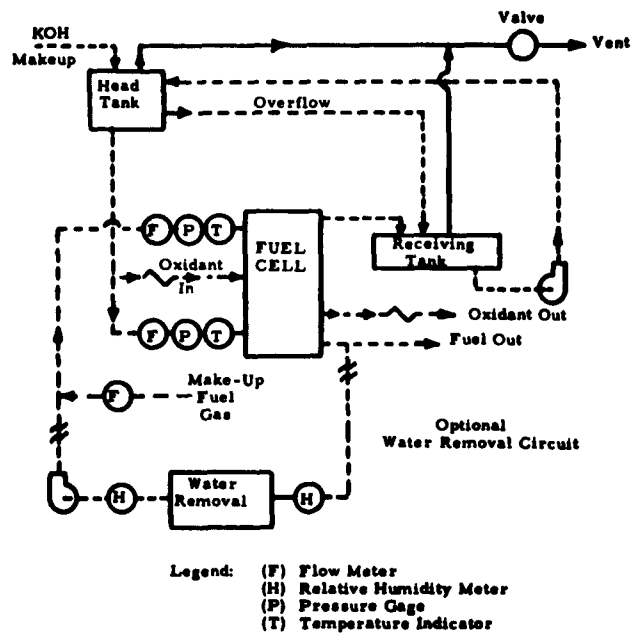 Valve
KOH
Vent
Makeup
Head
Tank
Overflow
F P T
FUEL
CELL
Receiving
Tank
Oxidant
In
Oxidant Out
F P T
Fuel Out
Make-Up
Fuel
Gas
F
Optional
Water Removal Circuit
Water
Removal
H
H
Legend: (F) Flow Meter
(H) Relative Humidity Meter
(P) Pressure Gage
(T) Temperature Indicator